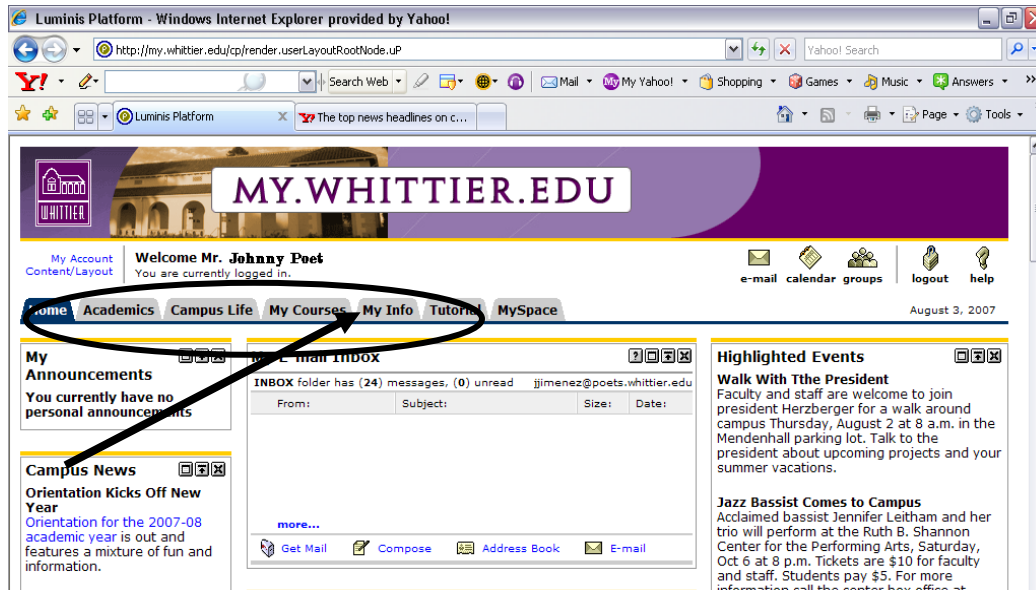 Luminis Platform - Windows Internet Explorer provided by Yahoo!
http://my.whittier.edu/cp/render.userLayoutRootNode.uP
Yahoo! Search
Y!
Search Web
Mail
My Yahoo!
Shopping
Games
Music
Answers
Luminis Platform
The top news headlines on c...
Page
Tools
WHITTIER
MY.WHITTIER.EDU
My Account
Content/Layout
Welcome Mr. Johnny Poet
You are currently logged in.
e-mail calendar groups logout help
Home Academics Campus Life My Courses My Info Tutorial MySpace
August 3, 2007
My Announcements
You currently have no
personal announcements
Campus News
Orientation Kicks Off New
Year
Orientation for the 2007-08
academic year is out and
features a mixture of fun and
information.
My E-mail Inbox
INBOX folder has (24) messages, (0) unread jjimenez@poets.whittier.edu
From: Subject: Size: Date:
more...
Get Mail Compose Address Book E-mail
Highlighted Events
Walk With Tthe President
Faculty and staff are welcome to join
president Herzberger for a walk around
campus Thursday, August 2 at 8 a.m. in the
Mendenhall parking lot. Talk to the
president about upcoming projects and your
summer vacations.
Jazz Bassist Comes to Campus
Acclaimed bassist Jennifer Leitham and her
trio will perform at the Ruth B. Shannon
Center for the Performing Arts, Saturday,
Oct 6 at 8 p.m. Tickets are $10 for faculty
and staff. Students pay $5. For more
information call the center box office at